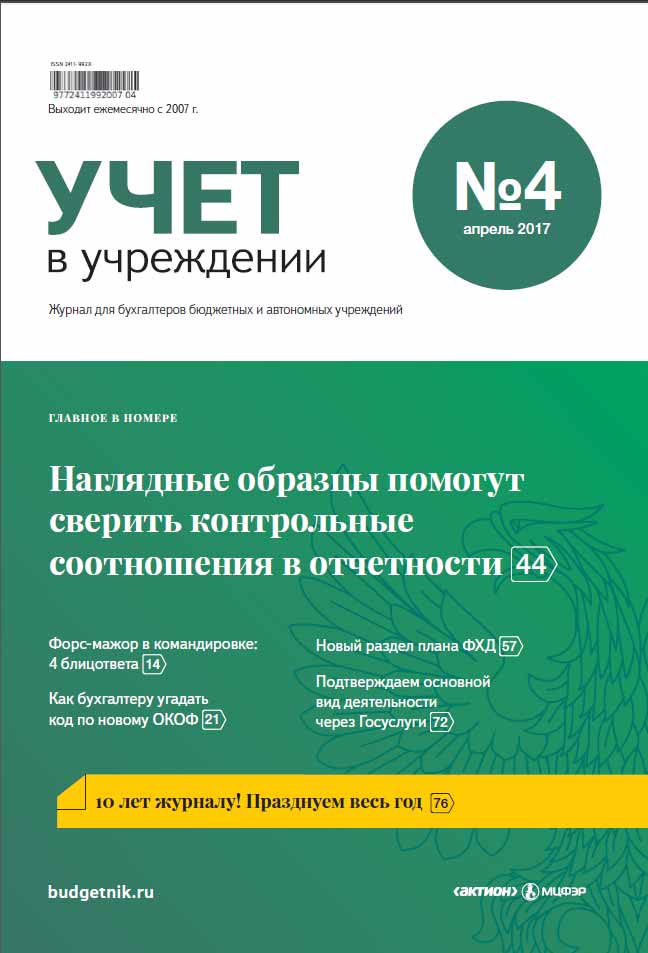 ISSN 2411-992X
9772411992007 04
Выходит ежемесячно с 2007 г.
УЧЕТ
в учреждении
№4
апрель 2017
Журнал для бухгалтеров бюджетных и автономных учреждений
ГЛАВНОЕ В НОМЕРЕ
Наглядные образцы помогут
сверить контрольные
соотношения в отчетности 44
Форс-мажор в командировке:
4 блицответа 14
Как бухгалтеру угадать
код по новому ОКОФ 21
Новый раздел плана ФХД 57
Подтверждаем основной
вид деятельности
через Госуслуги 72
10 лет журналу! Празднуем весь год 76
budgetnik.ru
‹актион› МЦФЭР